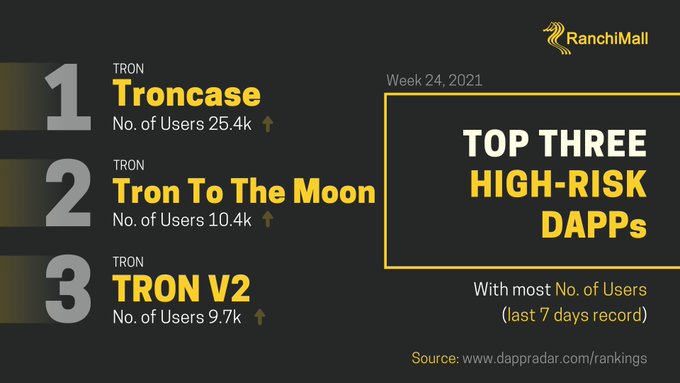 RanchiMall
Week 24, 2021
TOP THREE
HIGH-RISK
DAPPs
With most No. of Users
(last 7 days record)
1
TRON
Troncase
No. of Users 25.4k
2
TRON
Tron To The Moon
No. of Users 10.4k
3
TRON
TRON V2
No. of Users 9.7k
Source: www.dappradar.com/rankings